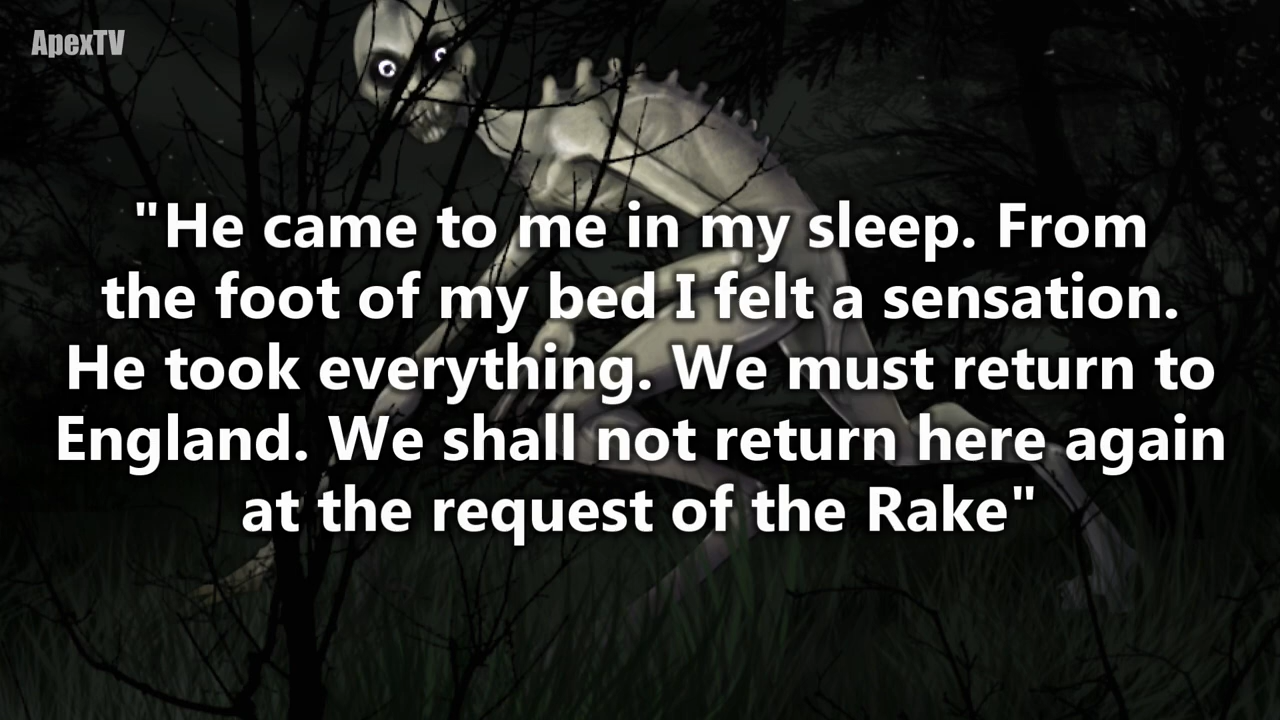 ApexTV
"He came to me in my sleep. From
the foot of my bed I felt a sensation.
He took everything. We must return to
England. We shall not return here again
at the request of the Rake"